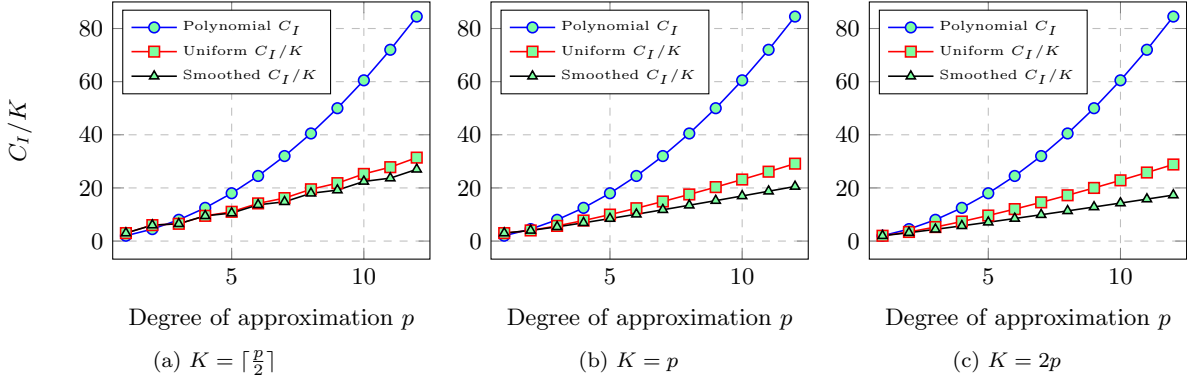 Polynomial C_I
Uniform C_I/K
Smoothed C_I/K
80
60
40
20
0
5
10
C_I/K
Degree of approximation p
(a) K = ⌈p/2⌉
Polynomial C_I
Uniform C_I/K
Smoothed C_I/K
80
60
40
20
0
5
10
Degree of approximation p
(b) K = p
Polynomial C_I
Uniform C_I/K
Smoothed C_I/K
80
60
40
20
0
5
10
Degree of approximation p
(c) K = 2p